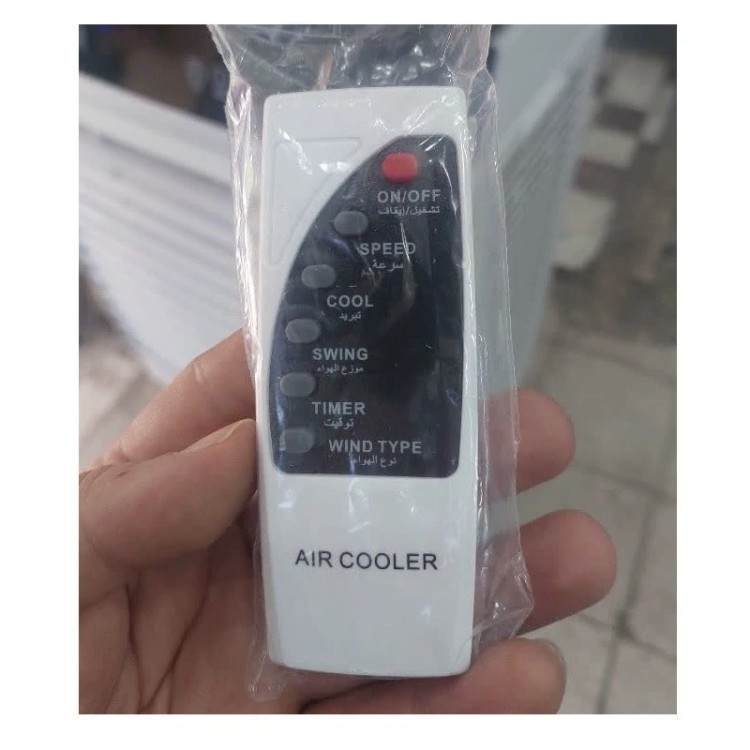 ON/OFF
تشغيل/إيقاف
SPEED
سرعة
COOL
تبريد
SWING
موزع الهواء
TIMER
توقيت
WIND TYPE
نوع الهواء
AIR COOLER